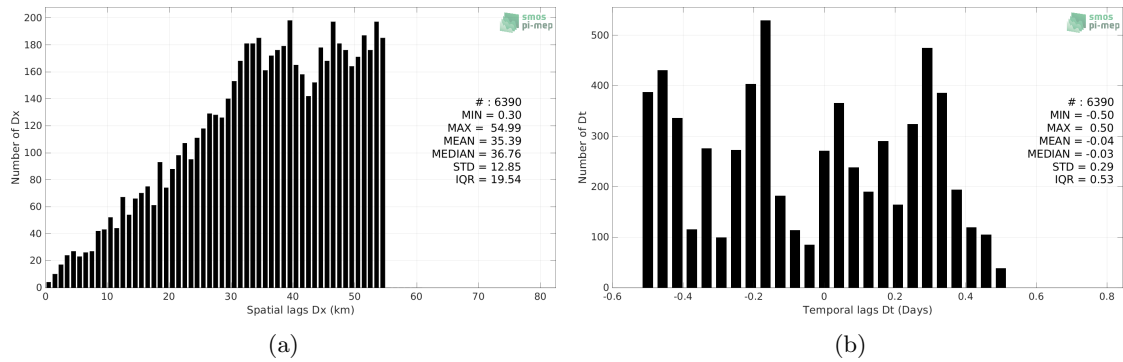 200
180
160
140
120
100
80
60
40
20
0
Number of Dx
0 10 20 30 40 50 60 70 80
Spatial lags Dx (km)
smos
pi-mep
# : 6390
MIN = 0.30
MAX = 54.99
MEAN = 35.39
MEDIAN = 36.76
STD = 12.85
IQR = 19.54
(a)
500
400
300
200
100
0
Number of Dt
-0.6 -0.4 -0.2 0 0.2 0.4 0.6 0.8
Temporal lags Dt (Days)
smos
pi-mep
# : 6390
MIN = -0.50
MAX = 0.50
MEAN = -0.04
MEDIAN = -0.03
STD = 0.29
IQR = 0.53
(b)